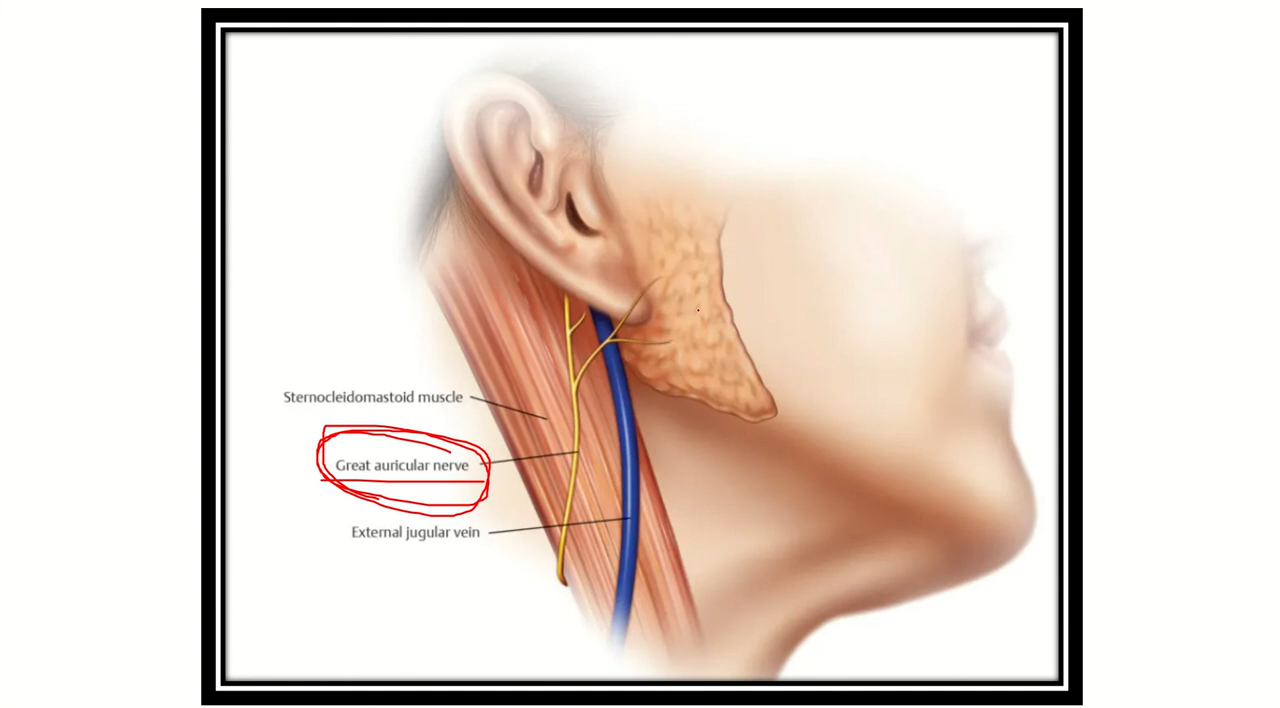 Sternocleidomastoid muscle
Great auricular nerve
External jugular vein